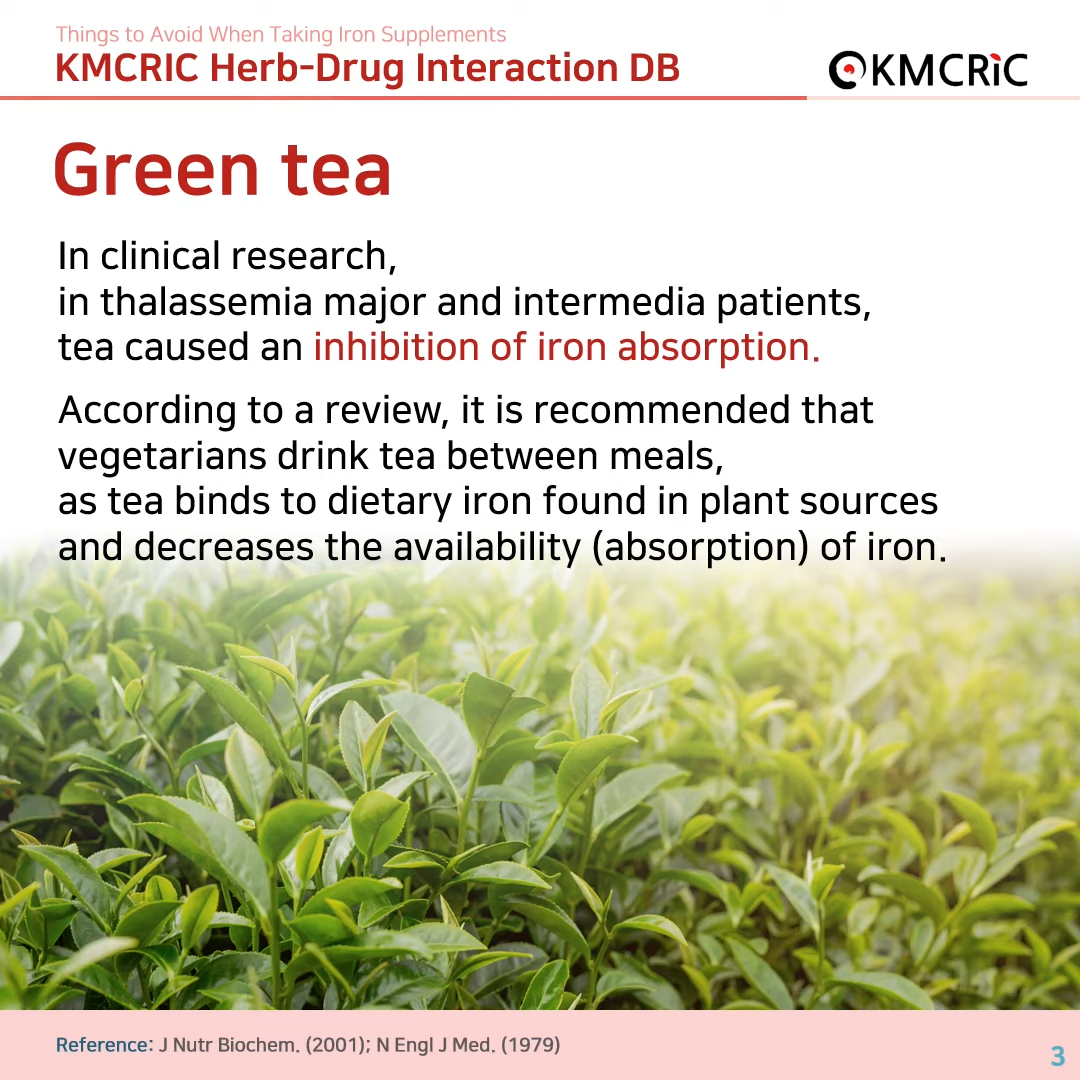 Things to Avoid When Taking Iron Supplements
KMCRIC Herb-Drug Interaction DB
KMCRiC
Green tea
In clinical research,
in thalassemia major and intermedia patients,
tea caused an inhibition of iron absorption.
According to a review, it is recommended that
vegetarians drink tea between meals,
as tea binds to dietary iron found in plant sources
and decreases the availability (absorption) of iron.
Reference: J Nutr Biochem. (2001); N Engl J Med. (1979)
3